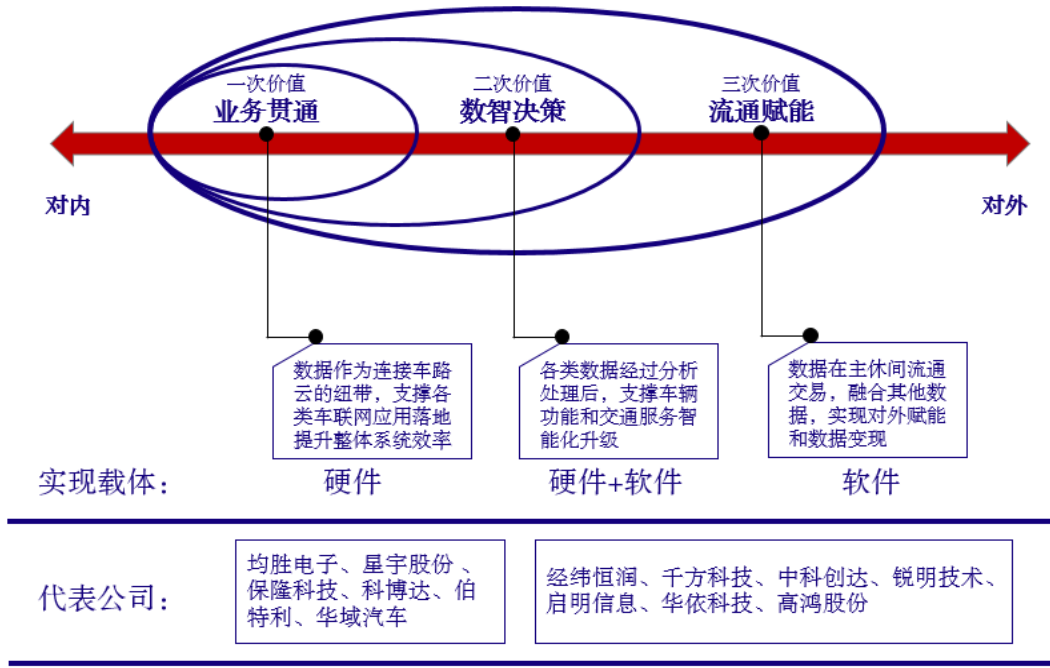 一次价值
业务贯通
二次价值
数智决策
三次价值
流通赋能
对内
对外
数据作为连接车路
云的纽带，支撑各
类车联网应用落地
提升整体系统效率
各类数据经过分析
处理后，支撑车辆
功能和交通服务智
能化升级
数据在主休间流通
交易，融合其他数
据，实现对外赋能
和数据变现
实现载体：
硬件
硬件+软件
软件
代表公司：
均胜电子、星宇股份、
保隆科技、科博达、伯
特利、华域汽车
经纬恒润、千方科技、中科创达、锐明技术、
启明信息、华依科技、高鸿股份